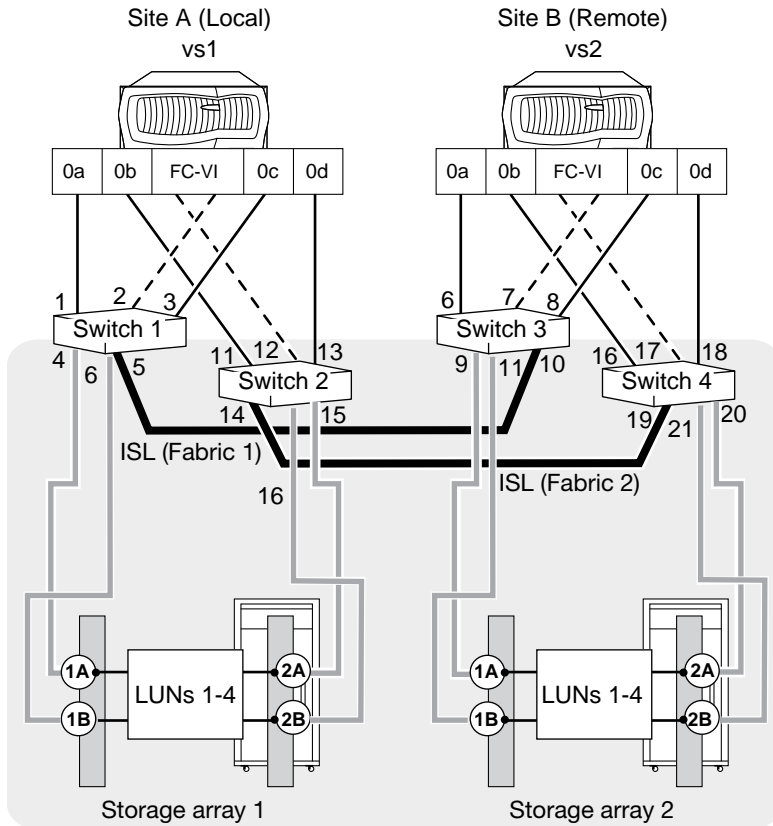 Site A (Local)
vs1
Site B (Remote)
vs2
0a 0b FC-VI 0c 0d
0a 0b FC-VI 0c 0d
1 2 3
Switch 1
4 6 5
11 12 13
Switch 2
14 15
16
6 7 8
Switch 3
9 11 10
16 17 18
Switch 4
19 21 20
ISL (Fabric 1)
ISL (Fabric 2)
1A
1B
LUNs 1-4
2A
2B
1A
1B
LUNs 1-4
2A
2B
Storage array 1
Storage array 2